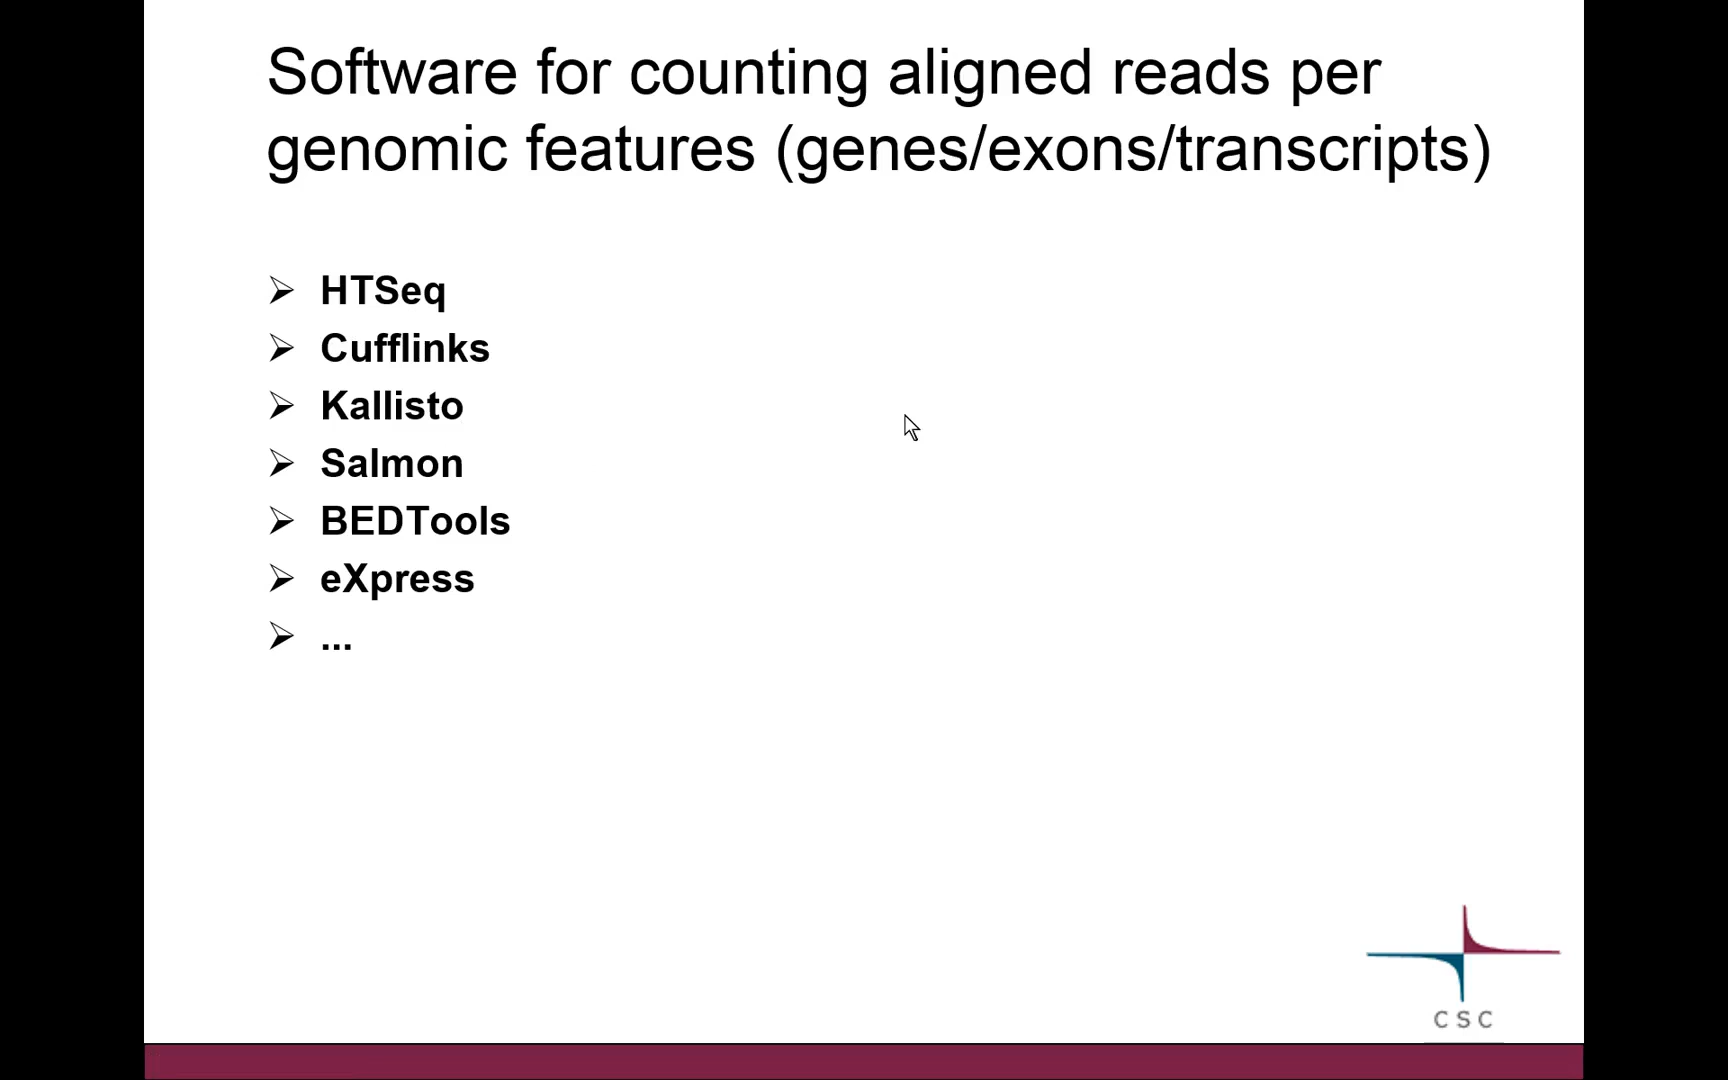 Software for counting aligned reads per
genomic features (genes/exons/transcripts)
➢ HTSeq
➢ Cufflinks
➢ Kallisto
➢ Salmon
➢ BEDTools
➢ eXpress
➢ ...
CSC